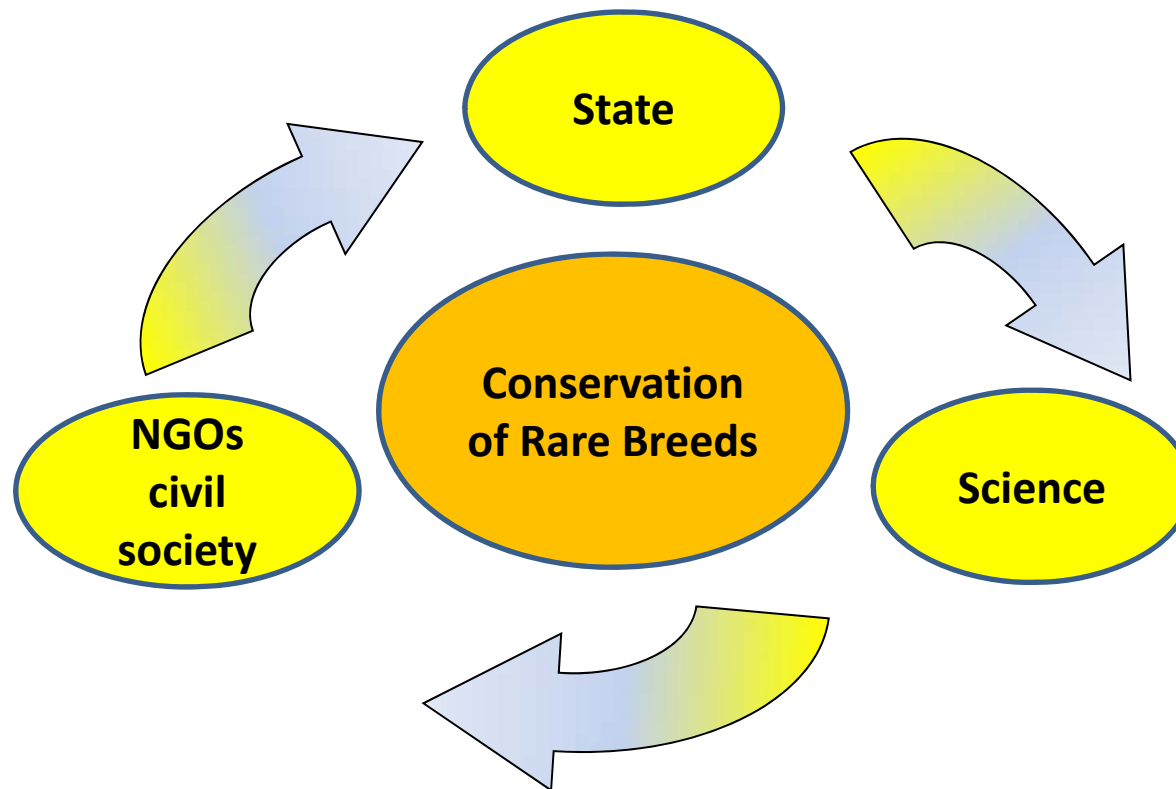 State
Conservation
of Rare Breeds
NGOs
civil
society
Science